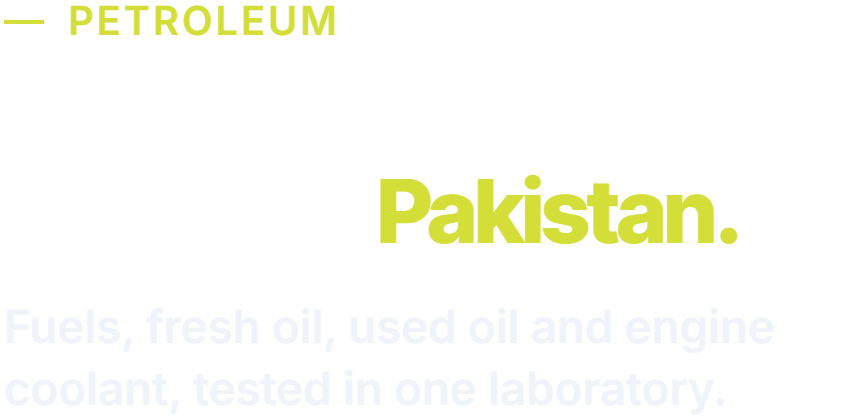 — PETROLEUM
Pakistan.
Fuels, fresh oil, used oil and engine
coolant, tested in one laboratory.